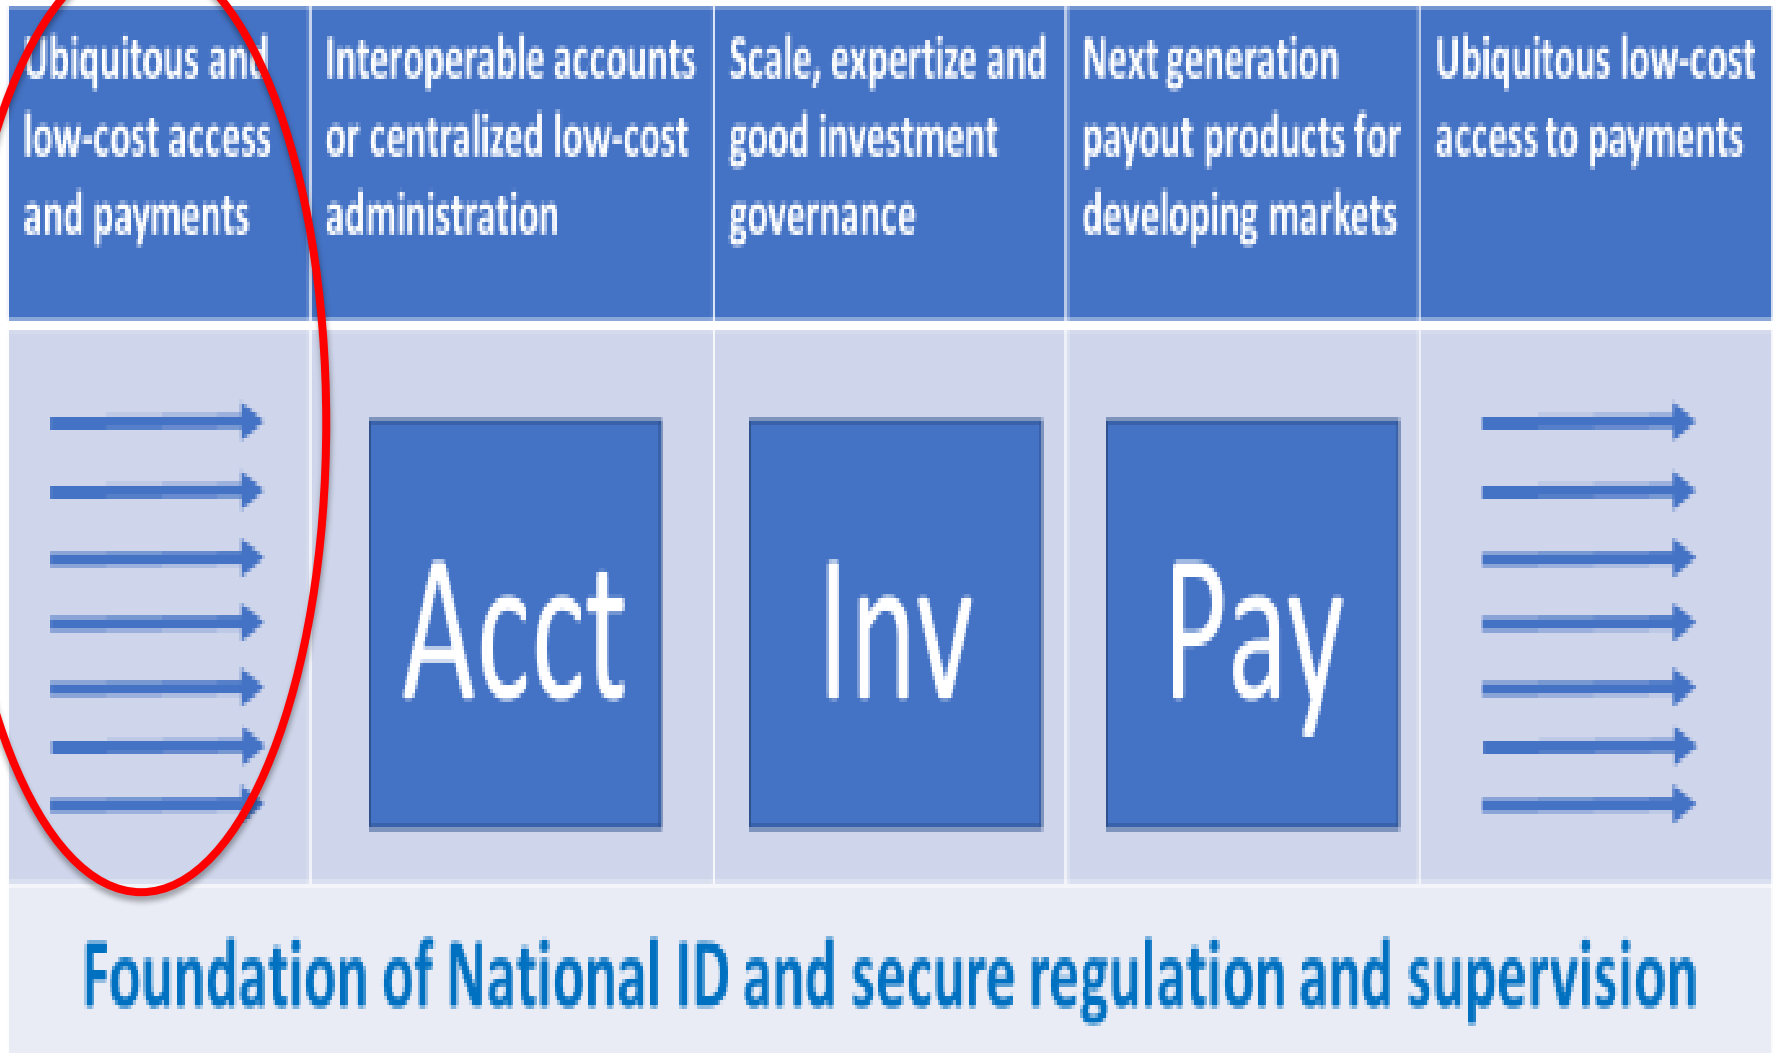 Ubiquitous and
low-cost access
and payments
Interoperable accounts
or centralized low-cost
administration
Scale, expertize and
good investment
governance
Next generation
payout products for
developing markets
Ubiquitous low-cost
access to payments
Acct
Inv
Pay
Foundation of National ID and secure regulation and supervision